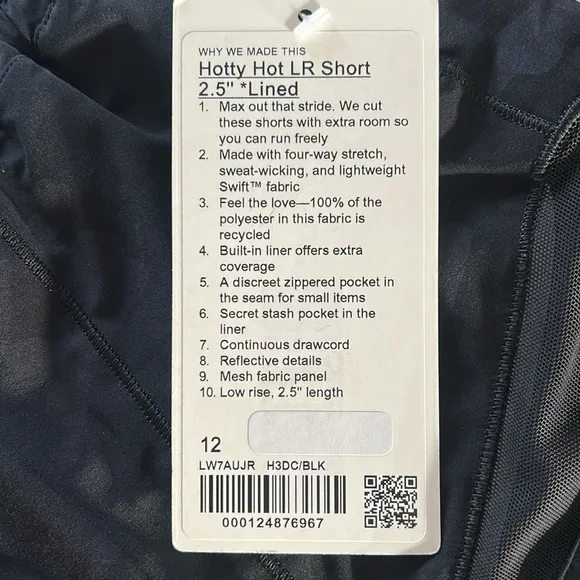 WHY WE MADE THIS
Hotty Hot LR Short
2.5" *Lined
1. Max out that stride. We cut
these shorts with extra room so
you can run freely
2. Made with four-way stretch,
sweat-wicking, and lightweight
Swift™ fabric
3. Feel the love—100% of the
polyester in this fabric is
recycled
4. Built-in liner offers extra
coverage
5. A discreet zippered pocket in
the seam for small items
6. Secret stash pocket in the
liner
7. Continuous drawcord
8. Reflective details
9. Mesh fabric panel
10. Low rise, 2.5" length
12
LW7AUJR H3DC/BLK
000124876967